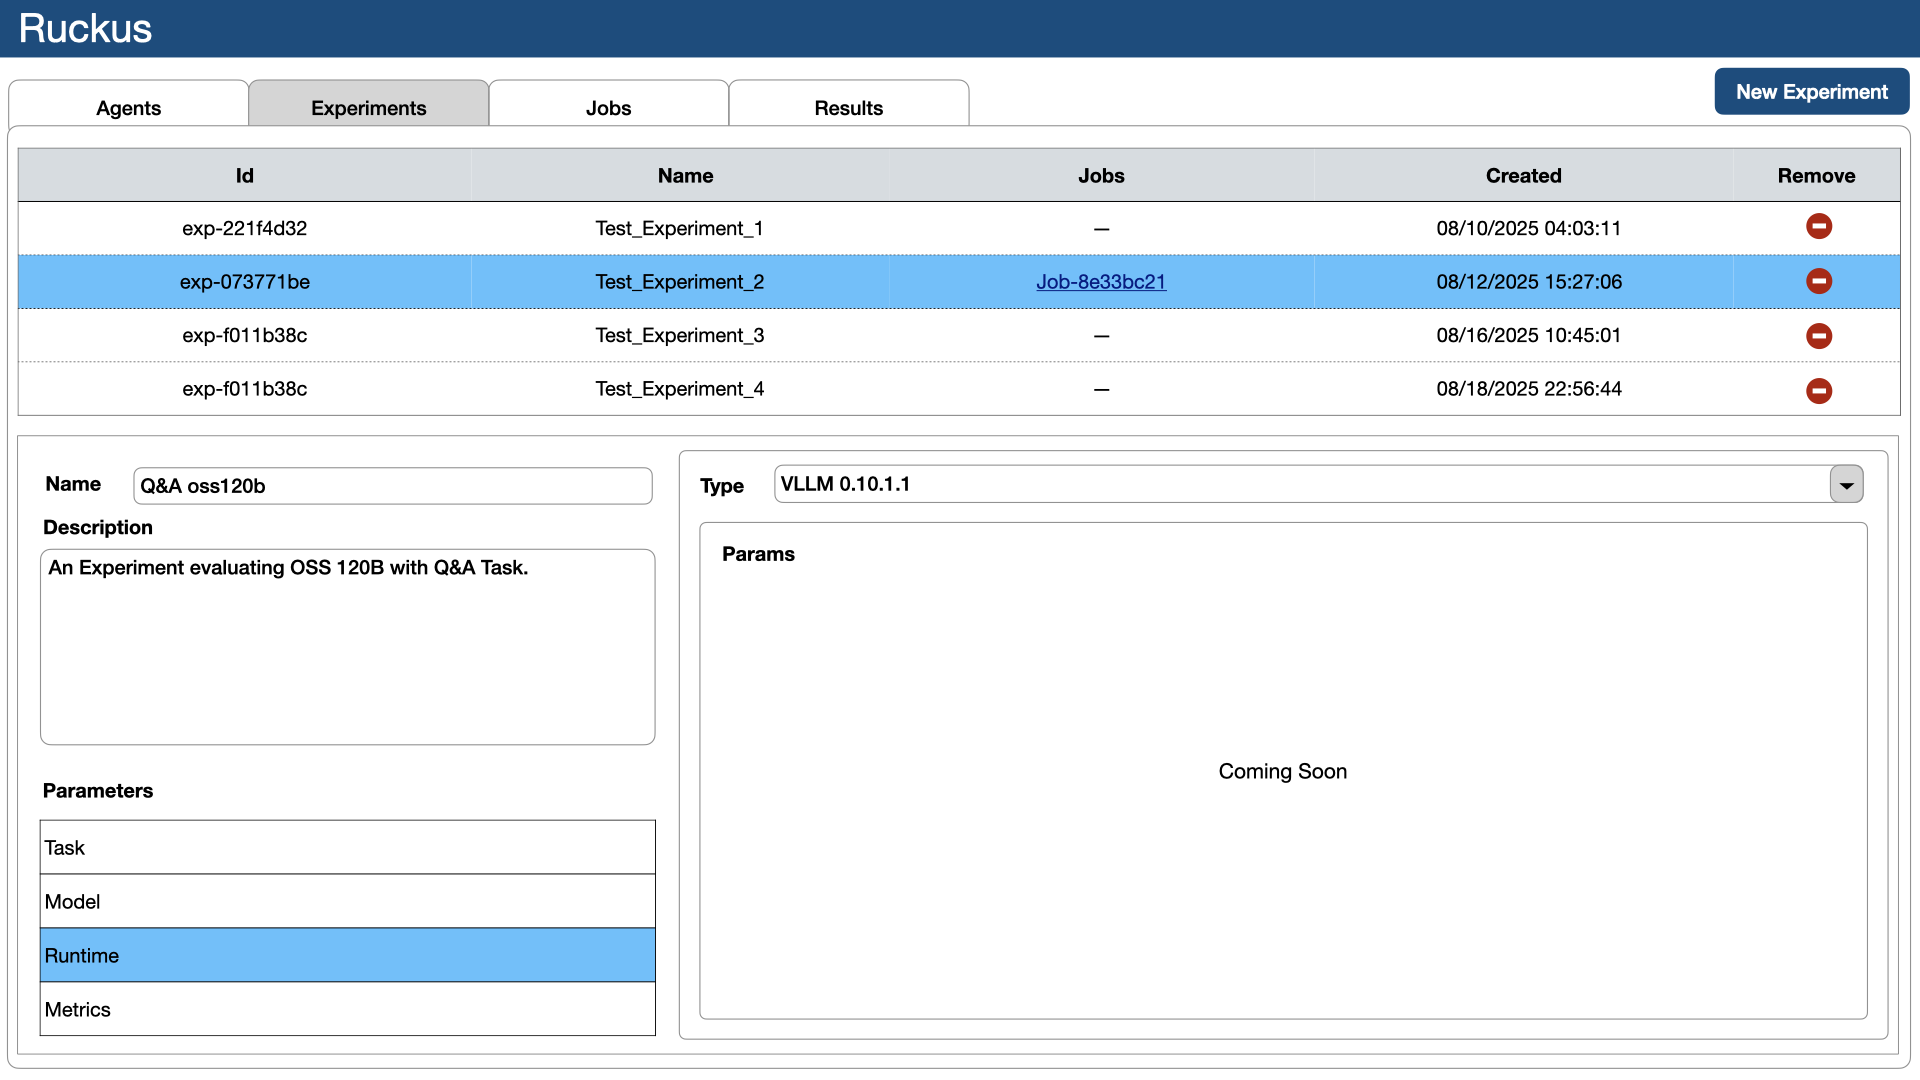 Ruckus
Agents Experiments Jobs Results New Experiment
Id Name Jobs Created Remove
exp-221f4d32 Test_Experiment_1 — 08/10/2025 04:03:11
exp-073771be Test_Experiment_2 Job-8e33bc21 08/12/2025 15:27:06
exp-f011b38c Test_Experiment_3 — 08/16/2025 10:45:01
exp-f011b38c Test_Experiment_4 — 08/18/2025 22:56:44
Name Q&A oss120b
Description
An Experiment evaluating OSS 120B with Q&A Task.
Parameters
Task
Model
Runtime
Metrics
Type VLLM 0.10.1.1
Params
Coming Soon